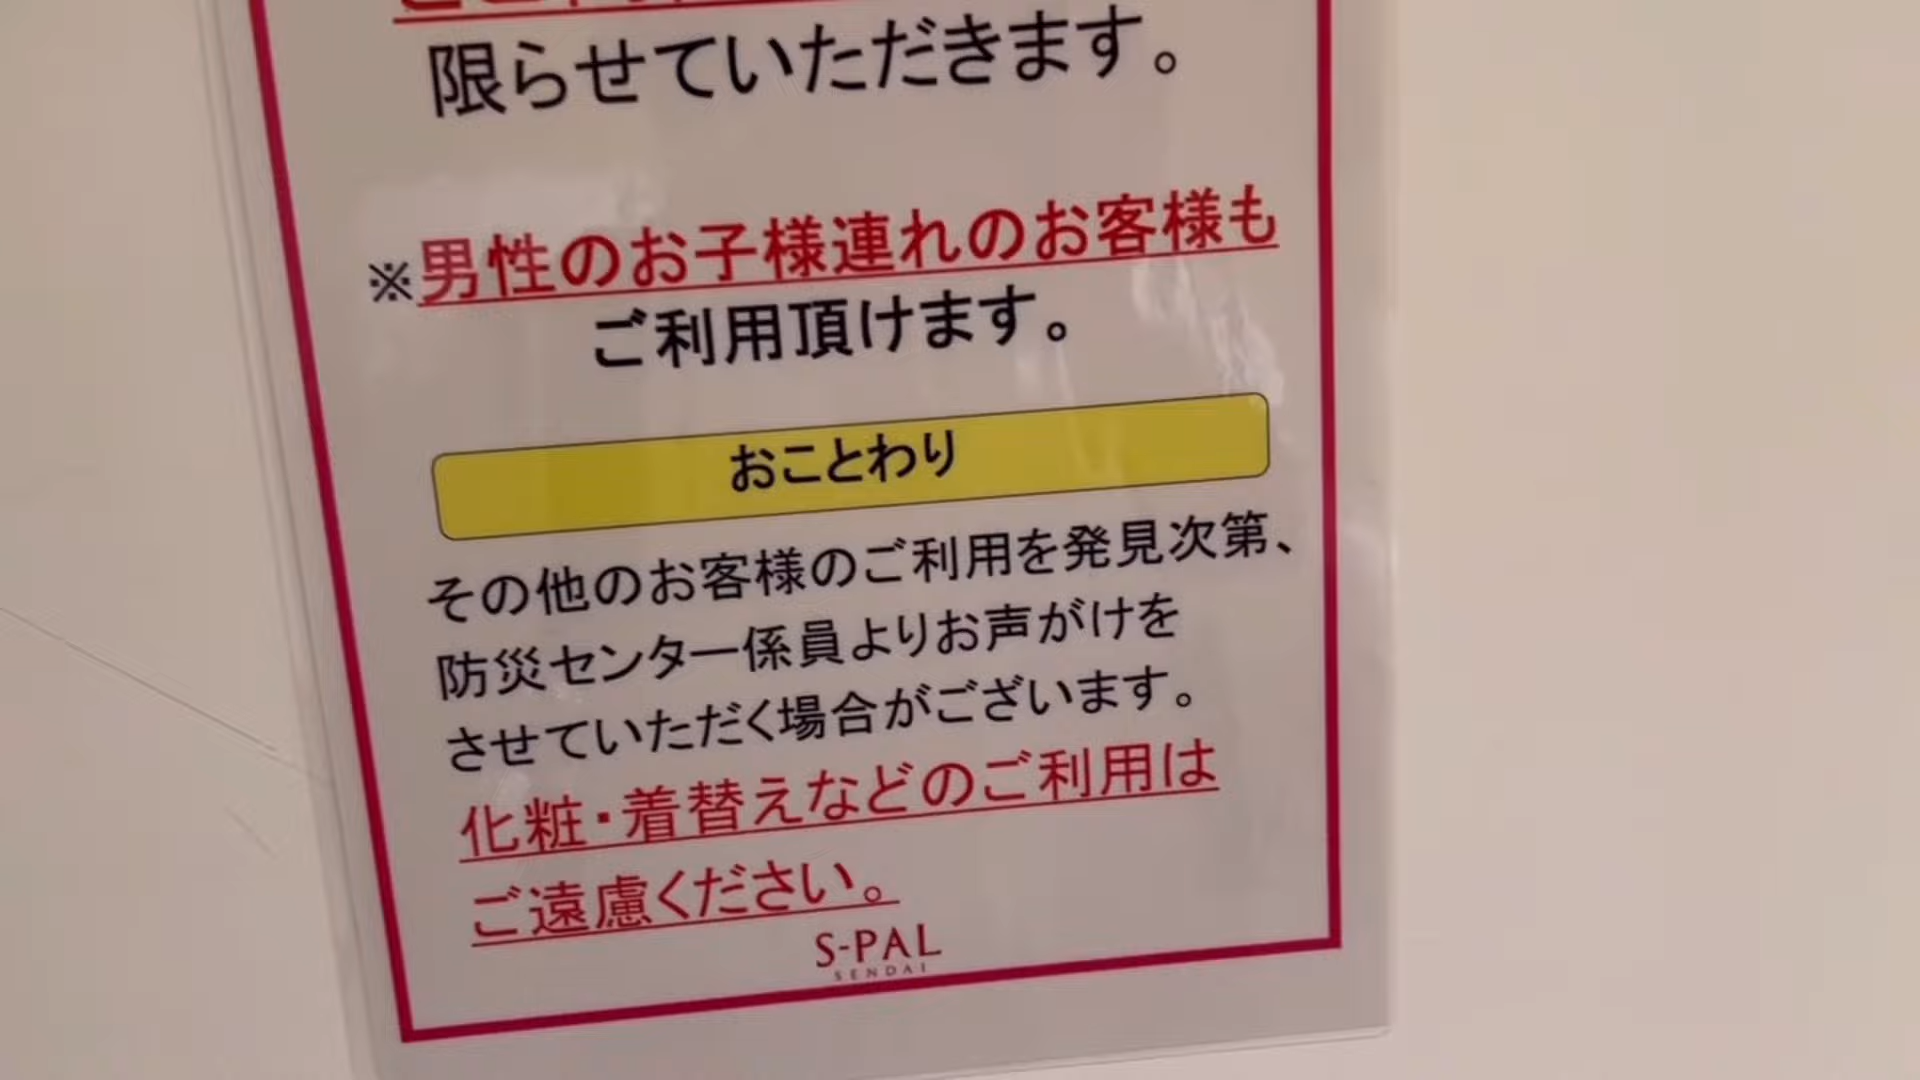 限らせていただきます。
※男性のお子様連れのお客様も
ご利用頂けます。
おことわり
その他のお客様のご利用を発見次第、
防災センター係員よりお声がけを
させていただく場合がございます。
化粧・着替えなどのご利用は
ご遠慮ください。
S-PAL
SENDAI